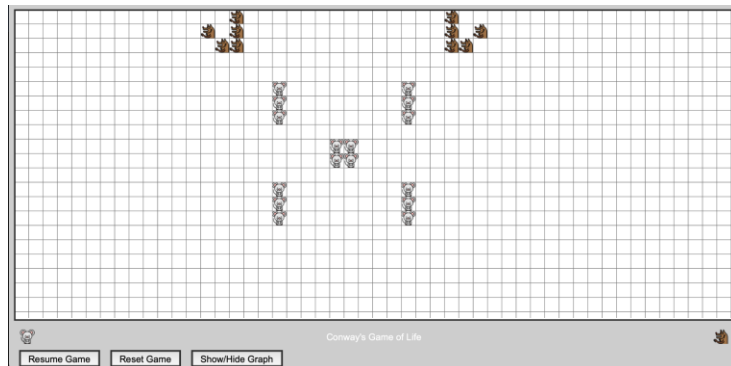 Conway's Game of Life
Resume Game
Reset Game
Show/Hide Graph